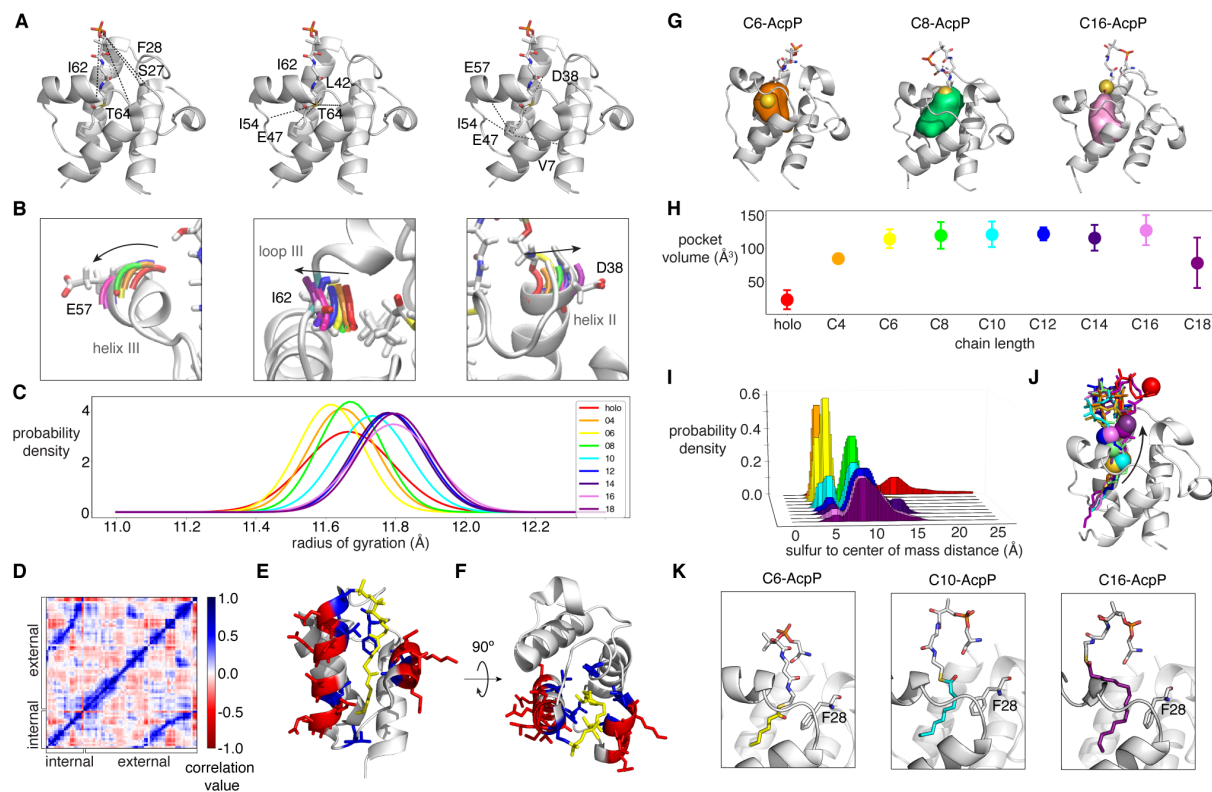 A
F28
I62
S27
T64
I62
L42
I54
T64
E47
E57
D38
I54
E47
V7
B
E57
helix III
loop III
I62
D38
helix II
C
probability
density
4
2
0
11.0
11.4
11.6
11.8
12.0
12.2
radius of gyration (Å)
holo
04
06
08
10
12
14
16
18
D
external
internal
internal
external
1.0
0.5
0.0
-0.5
-1.0
correlation
value
E
F
90°
G
C6-AcpP
C8-AcpP
C16-AcpP
H
pocket
volume (Å³)
150
100
50
holo
C4
C6
C8
C10
C12
C14
C16
C18
chain length
I
probability
density
0.6
0.4
0.2
0.0
0
5
10
15
20
25
sulfur to center of mass distance (Å)
J
K
C6-AcpP
C10-AcpP
C16-AcpP
F28
F28
F28